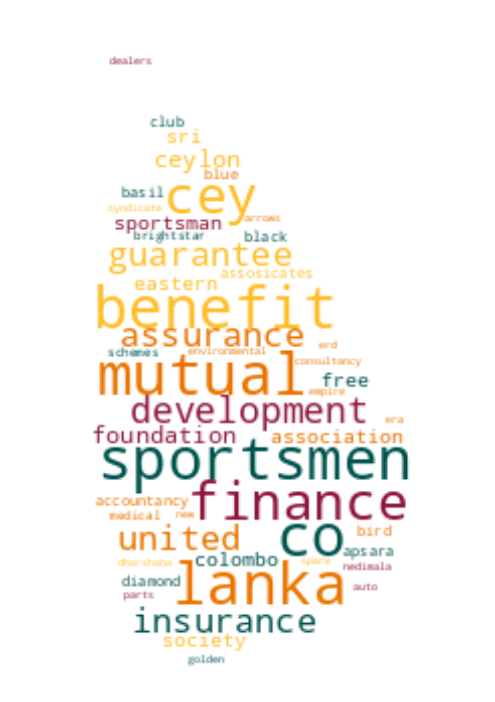 dealers
club
sri
ceylon
blue
basil cey
syndicate
sportsman arrows
brightstar black
guarantee
assosicates
eastern
benefit
assurance
schemes environmental erd
consultancy
mutual free
empire
development era
foundation association
sportsmen
accountancy finance
medical new
united co bird
colombo apsara
dharshana spare nedimala
diamond lanka auto
parts
insurance
society
golden